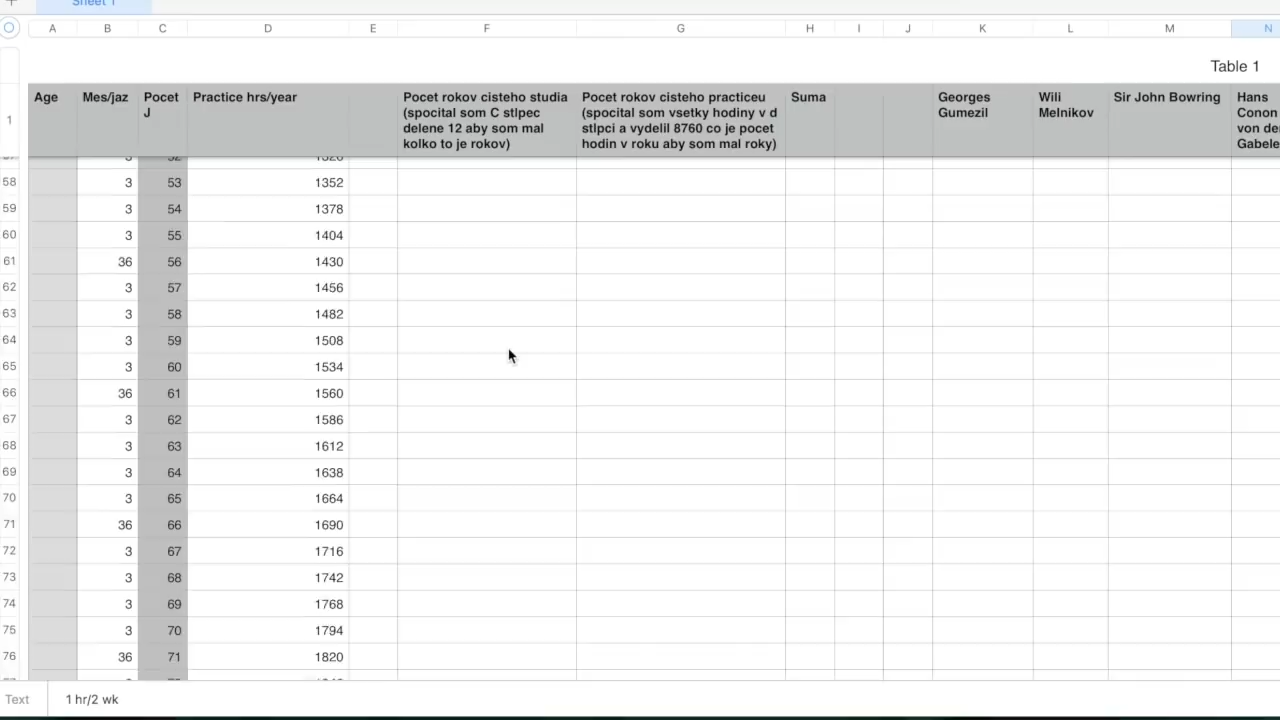 Sheet 1
A B C D E F G H I J K L M N
Table 1
1 Age Mes/jaz Pocet J Practice hrs/year Pocet rokov cisteho studia (spocital som C stlpec delene 12 aby som mal kolko to je rokov) Pocet rokov cisteho practiceu (spocital som vsetky hodiny v d stlpci a vydelil 8760 co je pocet hodin v roku aby som mal roky) Suma Georges Gumezil Wili Melnikov Sir John Bowring Hans Conon von de Gabele
58 3 53 1352
59 3 54 1378
60 3 55 1404
61 36 56 1430
62 3 57 1456
63 3 58 1482
64 3 59 1508
65 3 60 1534
66 36 61 1560
67 3 62 1586
68 3 63 1612
69 3 64 1638
70 3 65 1664
71 36 66 1690
72 3 67 1716
73 3 68 1742
74 3 69 1768
75 3 70 1794
76 36 71 1820
Text 1 hr/2 wk